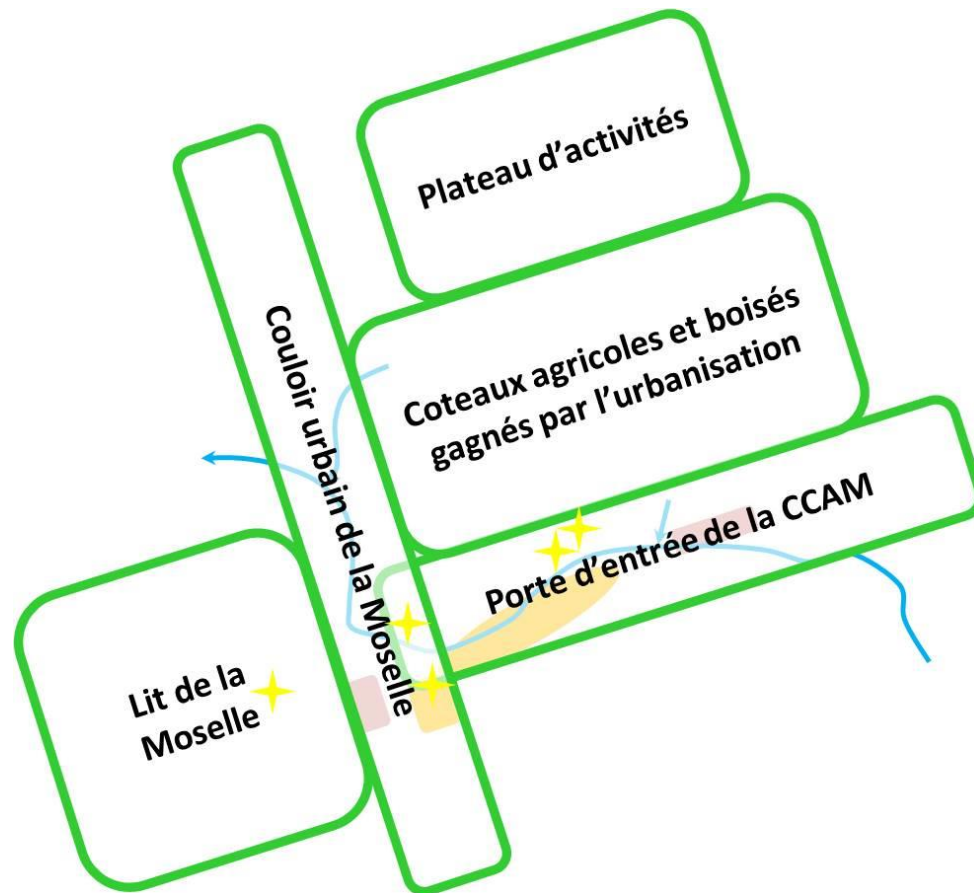 Plateau d’activités
Coteaux agricoles et boisés
gagnés par l’urbanisation
Couloir urbain de la Moselle
Porte d’entrée de la CCAM
Lit de la
Moselle